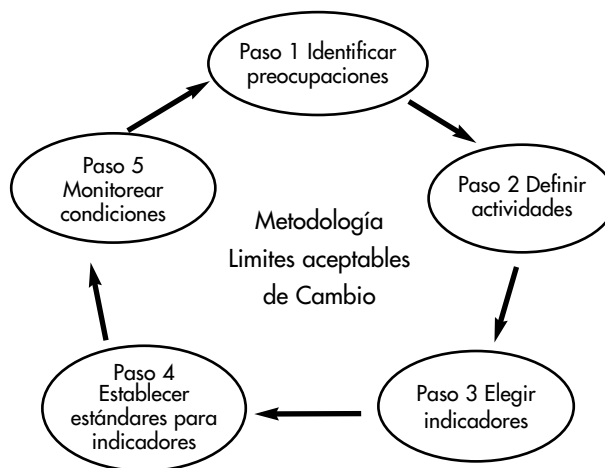 Paso 1 Identificar
preocupaciones
Paso 2 Definir
actividades
Paso 3 Elegir
indicadores
Paso 4
Establecer
estándares para
indicadores
Paso 5
Monitorear
condiciones
Metodología
Limites aceptables
de Cambio